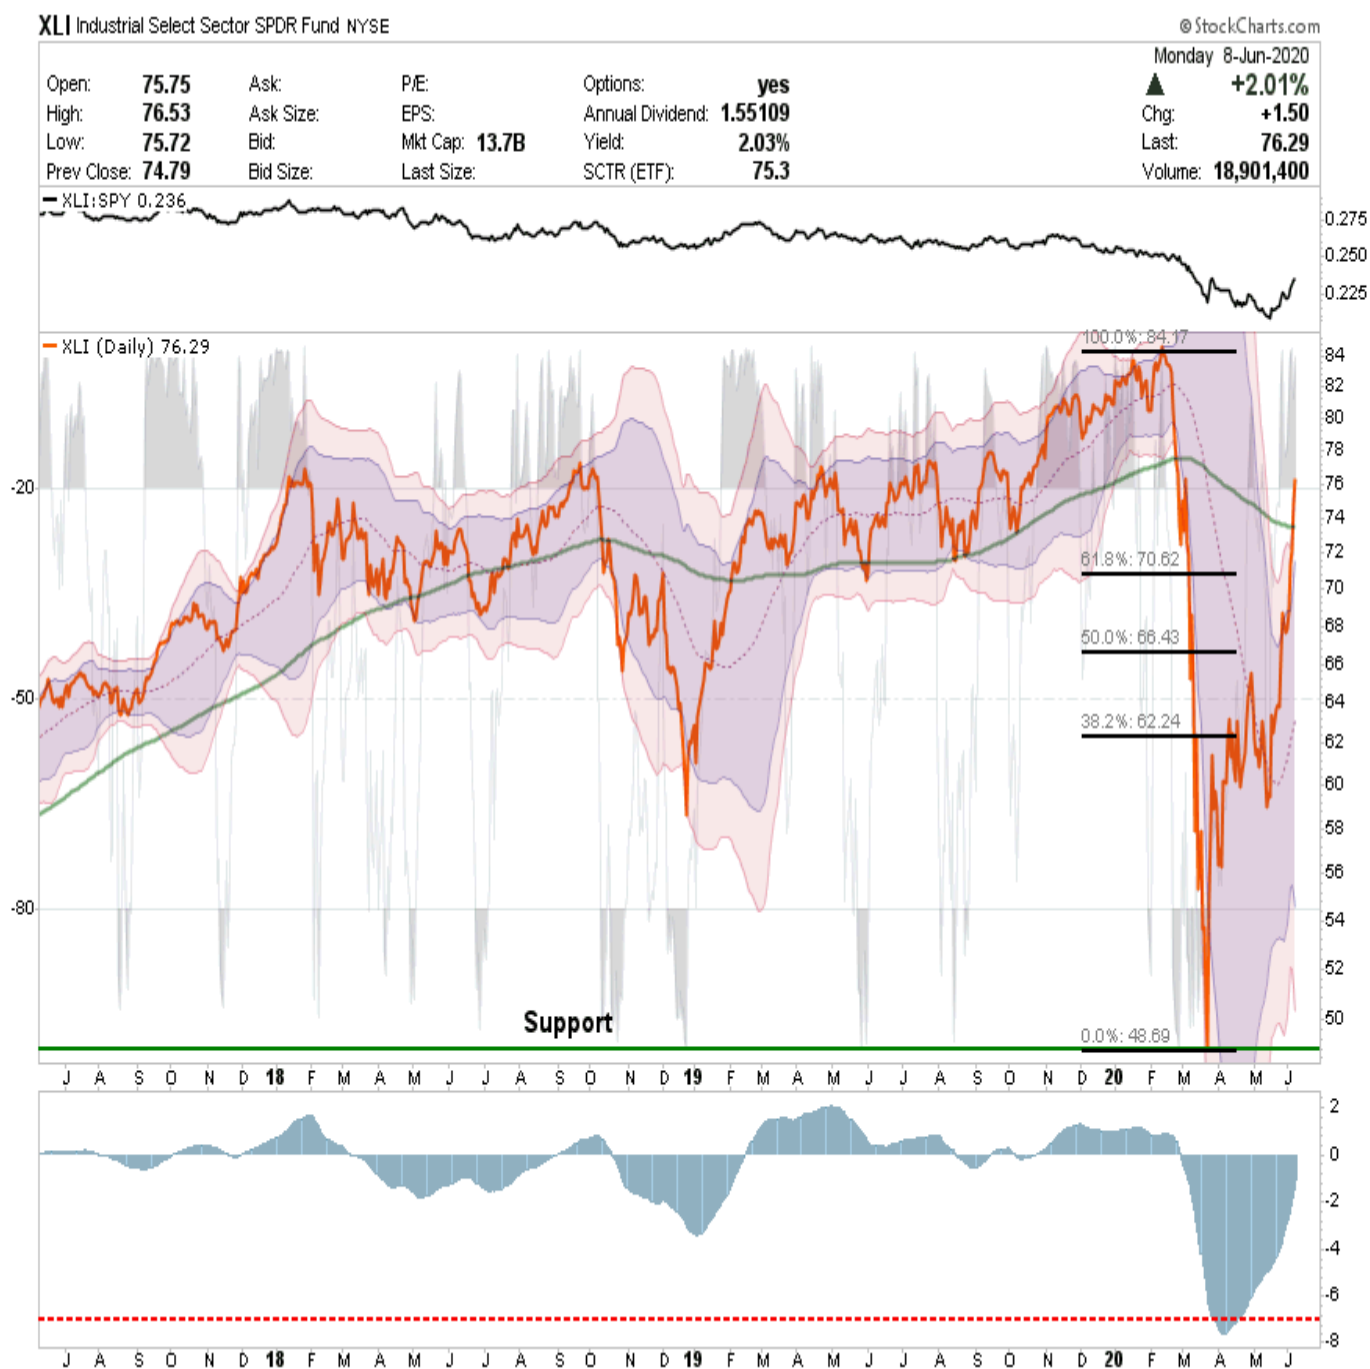 XLI Industrial Select Sector SPDR Fund NYSE © StockCharts.com
Monday 8-Jun-2020
Open: 75.75 Ask: P/E: Options: yes ▲ +2.01%
High: 76.53 Ask Size: EPS: Annual Dividend: 1.55109 Chg: +1.50
Low: 75.72 Bid: Mkt Cap: 13.7B Yield: 2.03% Last: 76.29
Prev Close: 74.79 Bid Size: Last Size: SCTR (ETF): 75.3 Volume: 18,901,400
XLI:SPY 0.236
0.275
0.250
0.225
XLI (Daily) 76.29
100.0%: 84.17
84
82
80
78
-20 76
74
72
61.8%: 70.62
70
68
50.0%: 66.43
66
-50 64
38.2%: 62.24
62
60
58
56
-80 54
52
50
Support
0.0%: 48.69
J A S O N D 18 F M A M J J A S O N D 19 F M A M J J A S O N D 20 F M A M J
2
0
-2
-4
-6
-8
J A S O N D 18 F M A M J J A S O N D 19 F M A M J J A S O N D 20 F M A M J